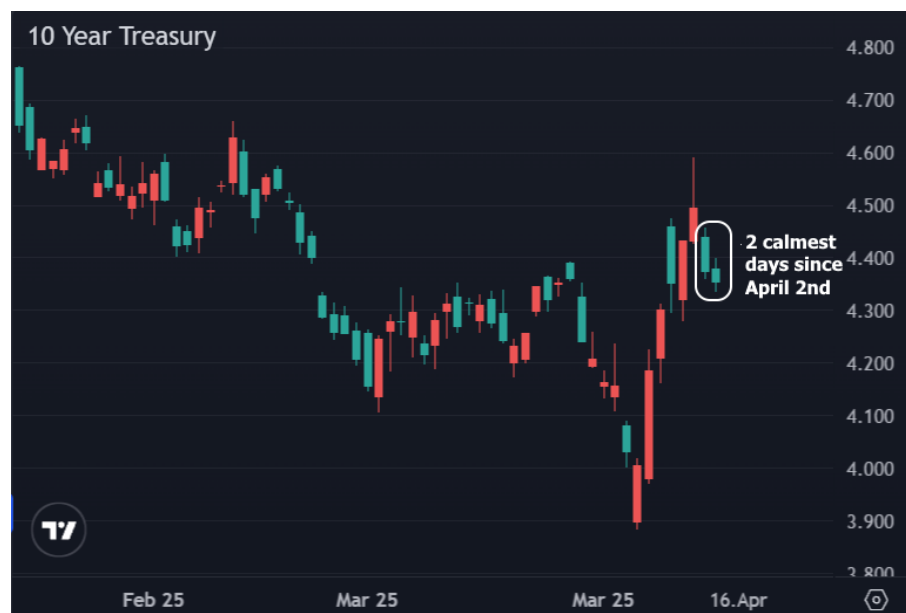 10 Year Treasury
4.800
4.700
4.600
4.500
2 calmest
days since
April 2nd
4.400
4.300
4.200
4.100
4.000
3.900
3.800
Feb 25
Mar 25
Mar 25
16.Apr